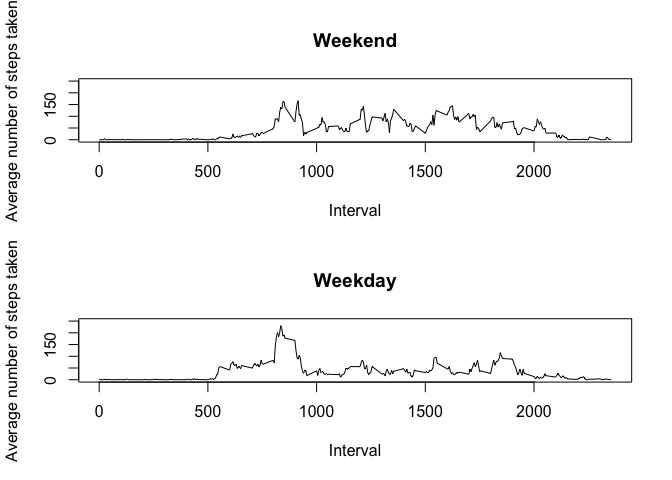 Weekend
Average number of steps taken
150
0
0 500 1000 1500 2000
Interval
Weekday
Average number of steps taken
150
0
0 500 1000 1500 2000
Interval